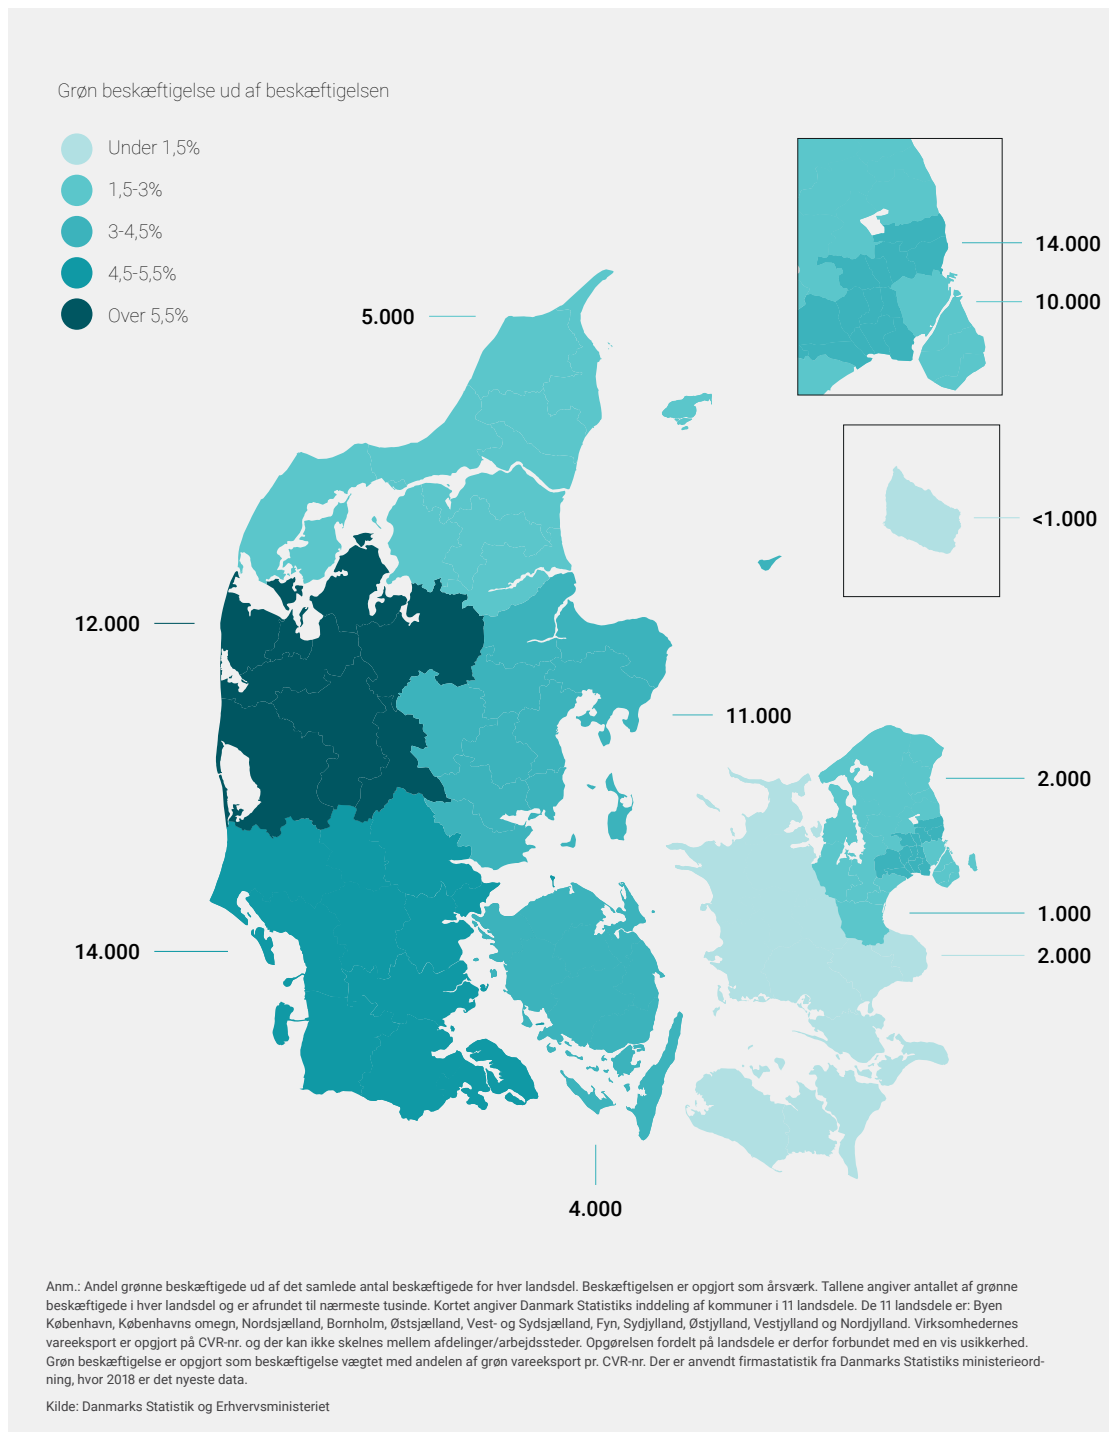 Grøn beskæftigelse ud af beskæftigelsen
Under 1,5%
1,5-3%
3-4,5%
4,5-5,5%
Over 5,5%
14.000
10.000
5.000
<1.000
12.000
11.000
2.000
1.000
14.000
2.000
4.000
Anm.: Andel grønne beskæftigede ud af det samlede antal beskæftigede for hver landsdel. Beskæftigelsen er opgjort som årsværk. Tallene angiver antallet af grønne
beskæftigede i hver landsdel og er afrundet til nærmeste tusinde. Kortet angiver Danmark Statistiks inddeling af kommuner i 11 landsdele. De 11 landsdele er: Byen
København, Københavns omegn, Nordsjælland, Bornholm, Østsjælland, Vest- og Sydsjælland, Fyn, Sydjylland, Østjylland, Vestjylland og Nordjylland. Virksomhedernes
vareeksport er opgjort på CVR-nr. og der kan ikke skelnes mellem afdelinger/arbejdssteder. Opgørelsen fordelt på landsdele er derfor forbundet med en vis usikkerhed.
Grøn beskæftigelse er opgjort som beskæftigelse vægtet med andelen af grøn vareeksport pr. CVR-nr. Der er anvendt firmastatistik fra Danmarks Statistiks ministerieord-
ning, hvor 2018 er det nyeste data.
Kilde: Danmarks Statistik og Erhvervsministeriet